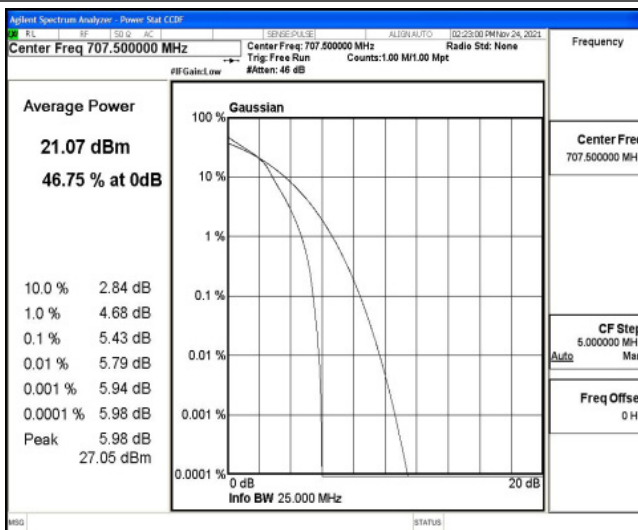 Agilent Spectrum Analyzer - Power Stat CCDF
RL RF 50 Ω AC SENSE:PULSE ALIGN AUTO 02:23:00 PM Nov 24, 2021
Center Freq 707.500000 MHz
Center Freq: 707.500000 MHz Radio Std: None
Trig: Free Run Counts:1.00 M/1.00 Mpt
#IFGain:Low #Atten: 46 dB
Frequency
Average Power
21.07 dBm
46.75 % at 0dB
10.0 % 2.84 dB
1.0 % 4.68 dB
0.1 % 5.43 dB
0.01 % 5.79 dB
0.001 % 5.94 dB
0.0001 % 5.98 dB
Peak 5.98 dB
27.05 dBm
Gaussian
100 %
10 %
1 %
0.1 %
0.01 %
0.001 %
0.0001 %
0 dB 20 dB
Info BW 25.000 MHz
Center Fre
707.500000 MH
CF Step
5.000000 MH
Auto Ma
Freq Offse
0 H
MSG STATUS